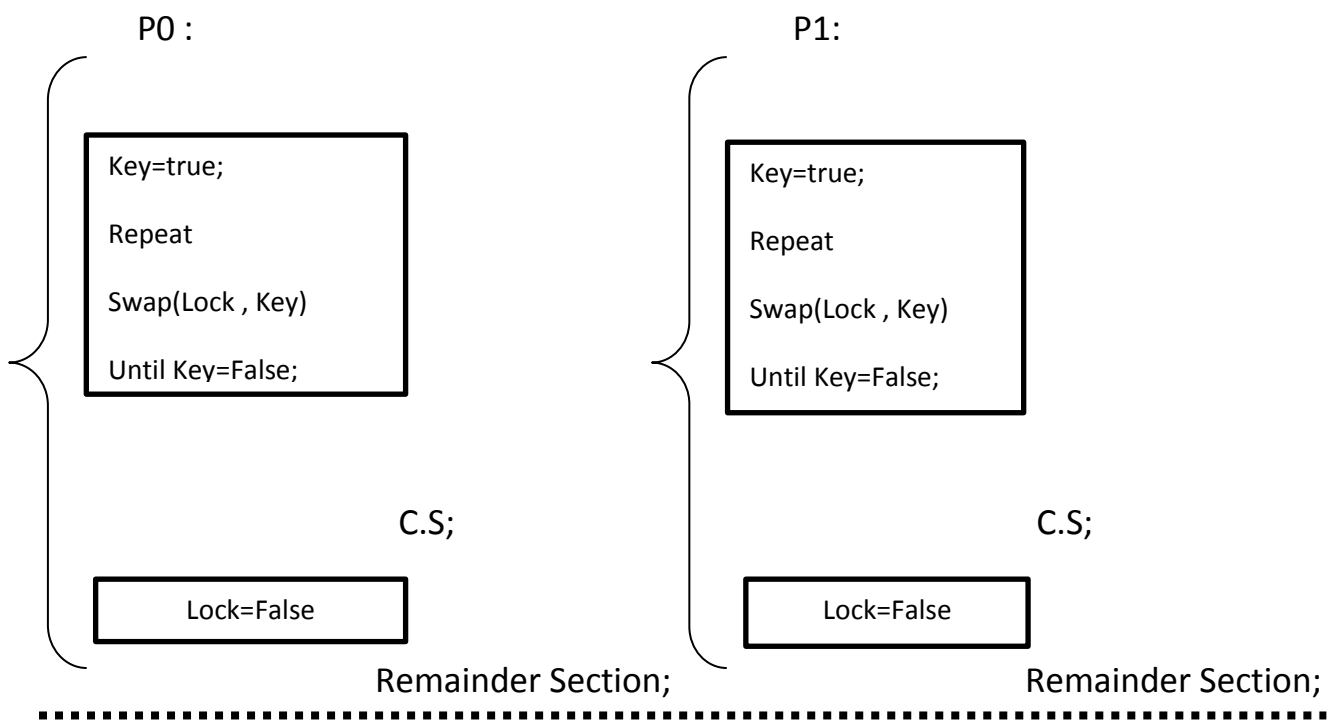 P0 :
Key=true;
Repeat
Swap(Lock , Key)
Until Key=False;
C.S;
Lock=False
Remainder Section;
P1:
Key=true;
Repeat
Swap(Lock , Key)
Until Key=False;
C.S;
Lock=False
Remainder Section;